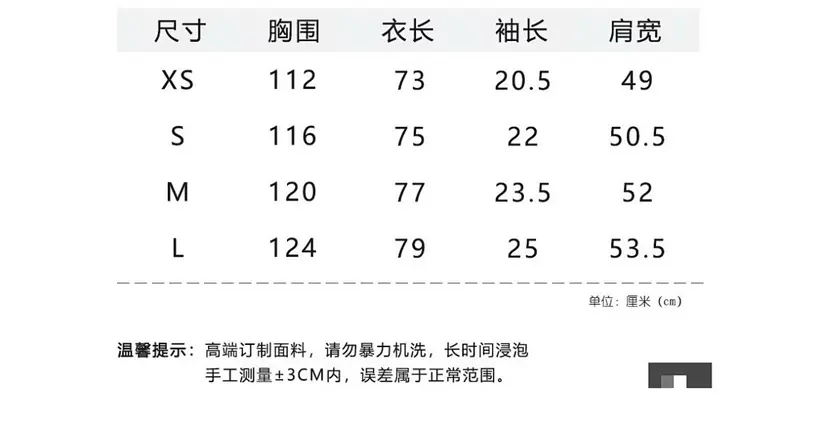 尺寸 胸围 衣长 袖长 肩宽
XS 112 73 20.5 49
S 116 75 22 50.5
M 120 77 23.5 52
L 124 79 25 53.5
单位: 厘米 (cm)
温馨提示: 高端订制面料, 请勿暴力机洗, 长时间浸泡
手工测量±3CM内, 误差属于正常范围。